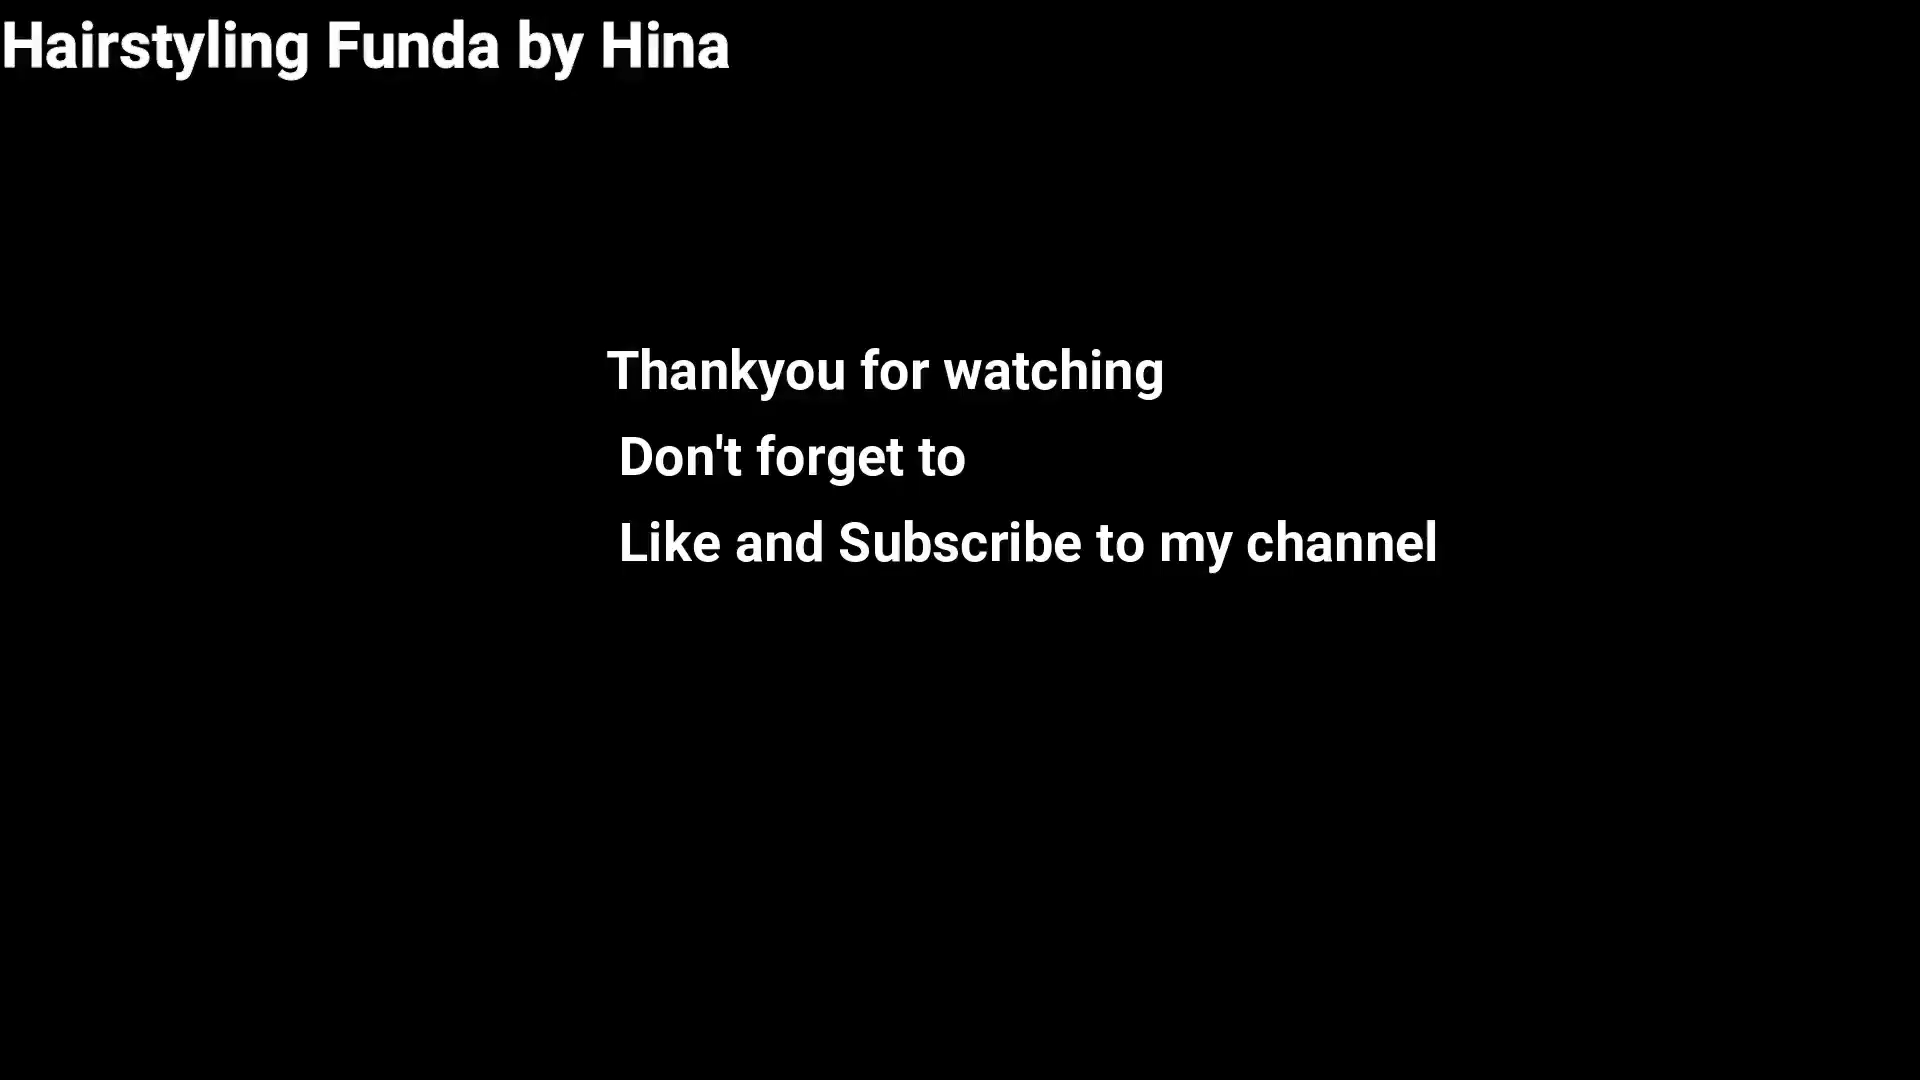 Hairstyling Funda by Hina
Thankyou for watching
Don't forget to
Like and Subscribe to my channel